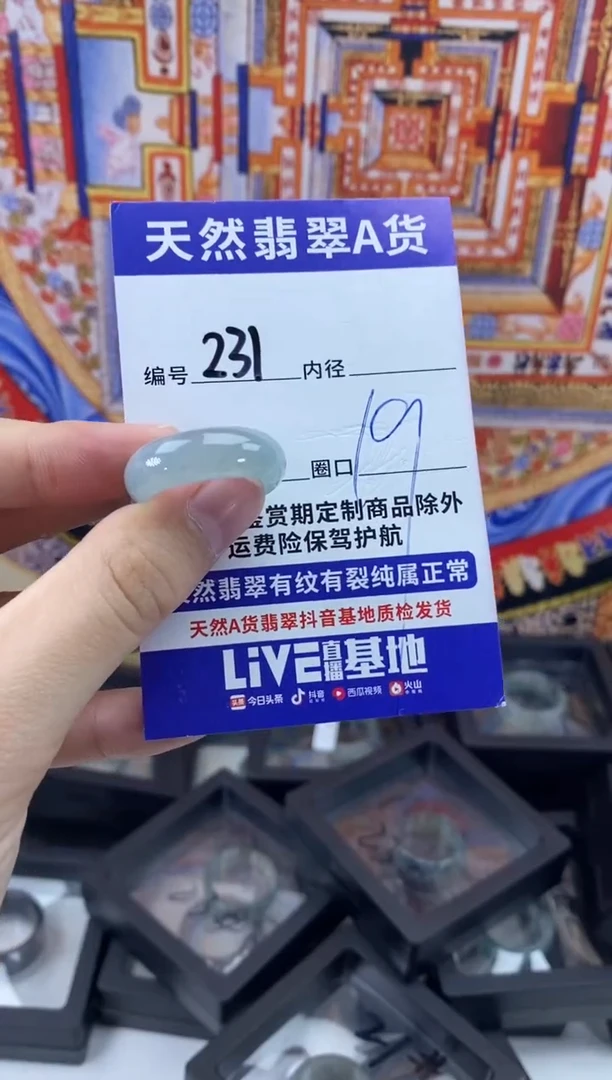 天然翡翠A货
编号 231 内径
圈口 19
赏期定制商品除外
运费险保驾护航
然翡翠有纹有裂纯属正常
天然A货翡翠抖音基地质检发货
LiVE直播基地
头条 今日头条 抖音 西瓜视频 火山